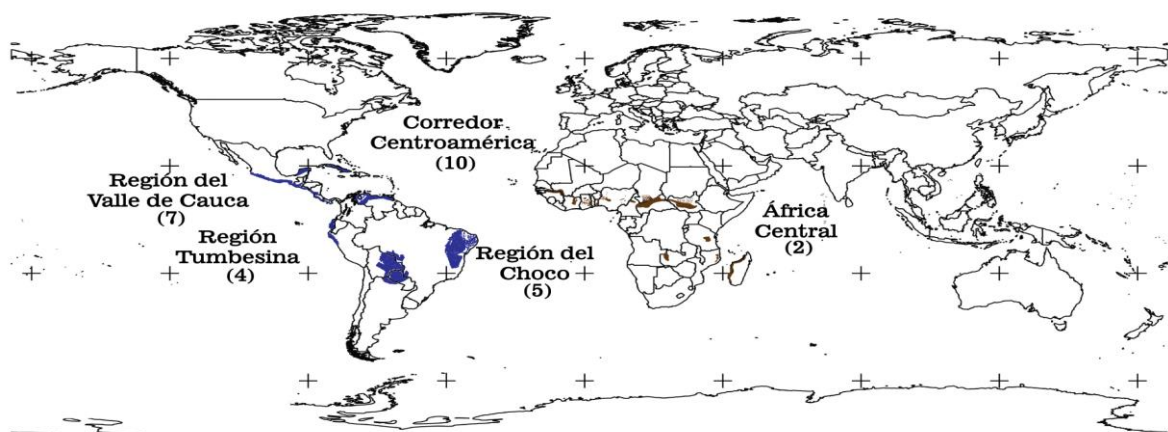 Corredor
Centroamérica
(10)
Región del
Valle de Cauca
(7)
Región
Tumbesina
(4)
Región del
Choco
(5)
África
Central
(2)